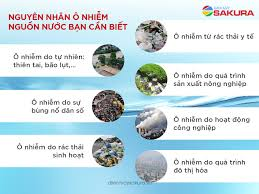 NGUYÊN NHÂN Ô NHIỄM
NGUỒN NƯỚC BẠN CẦN BIẾT
SAKURA
Ô nhiễm do tự nhiên:
thiên tai, bão lụt,...
Ô nhiễm do sự
bùng nổ dân số
Ô nhiễm do rác thải
sinh hoạt
Ô nhiễm từ rác thải y tế
Ô nhiễm do quá trình
sản xuất nông nghiệp
Ô nhiễm do hoạt động
công nghiệp
Ô nhiễm do quá trình
đô thị hóa